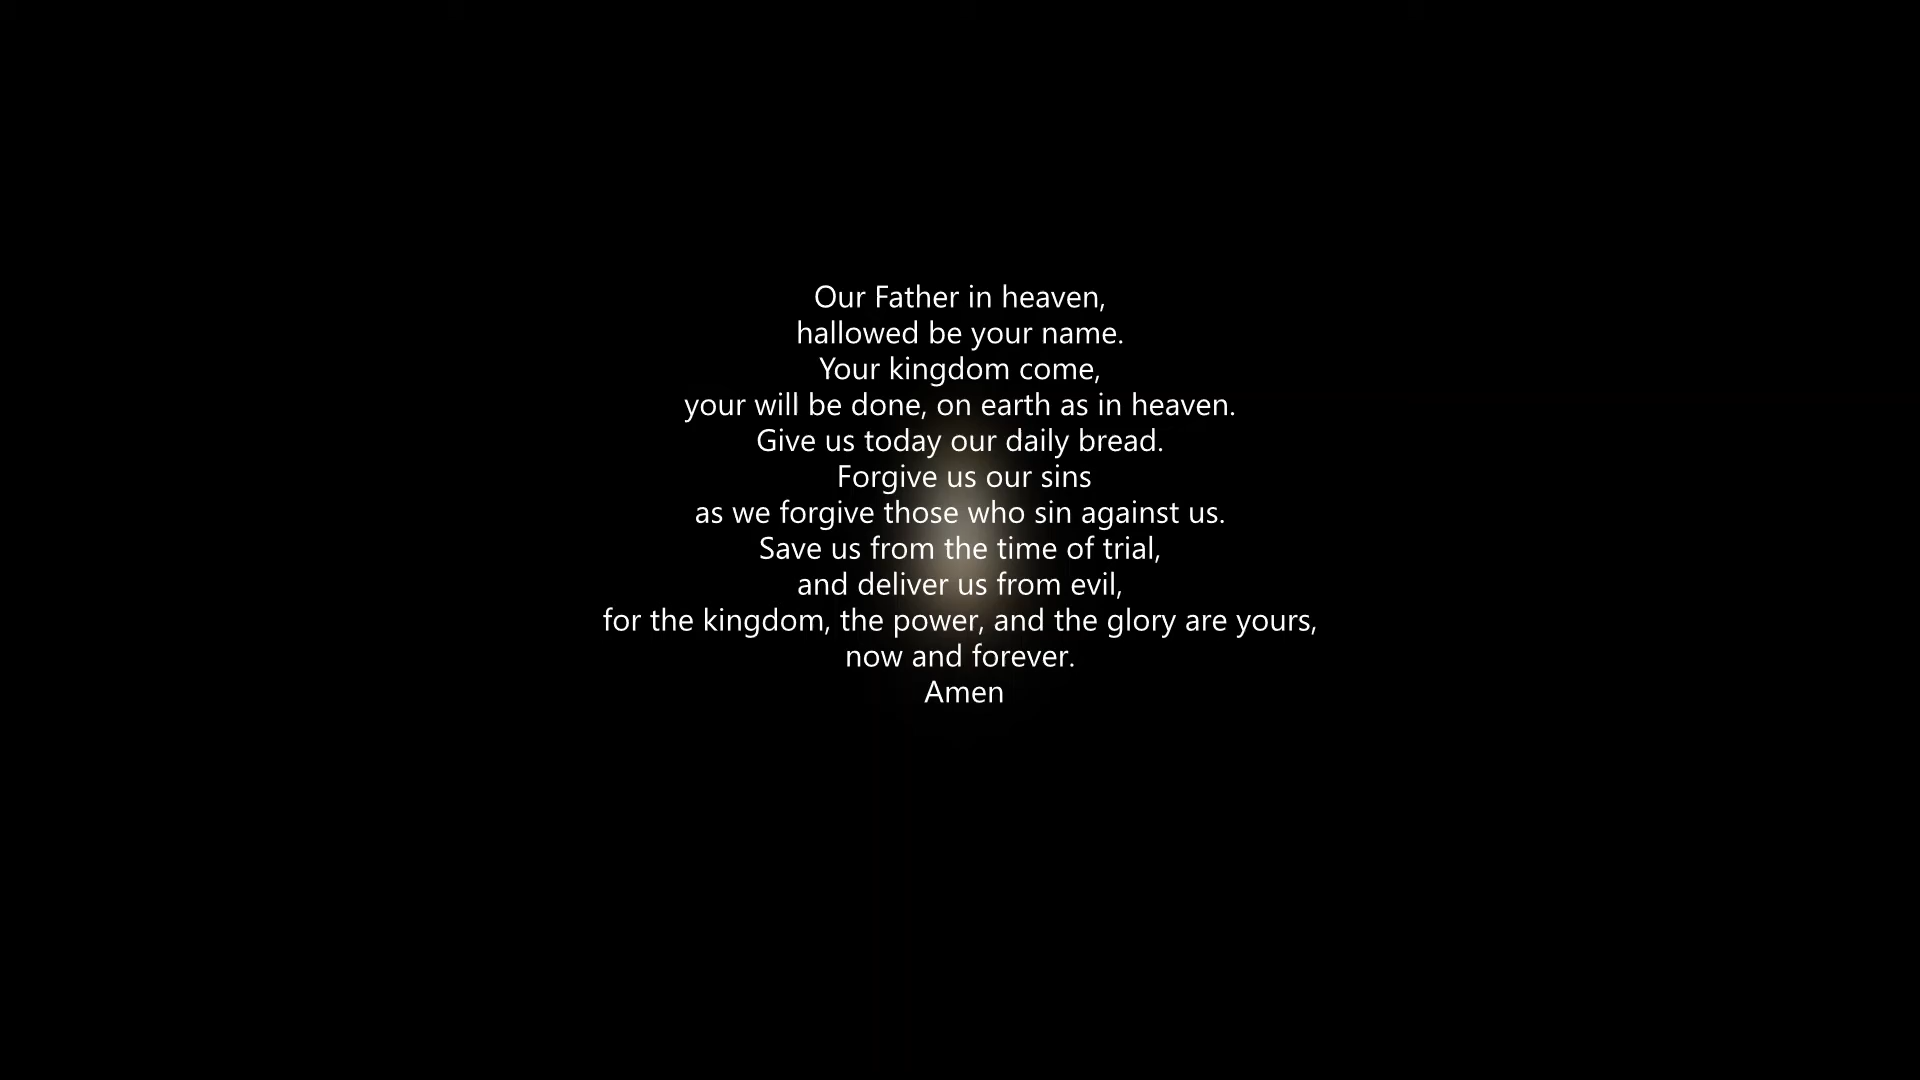 Our Father in heaven,
hallowed be your name.
Your kingdom come,
your will be done, on earth as in heaven.
Give us today our daily bread.
Forgive us our sins
as we forgive those who sin against us.
Save us from the time of trial,
and deliver us from evil,
for the kingdom, the power, and the glory are yours,
now and forever.
Amen